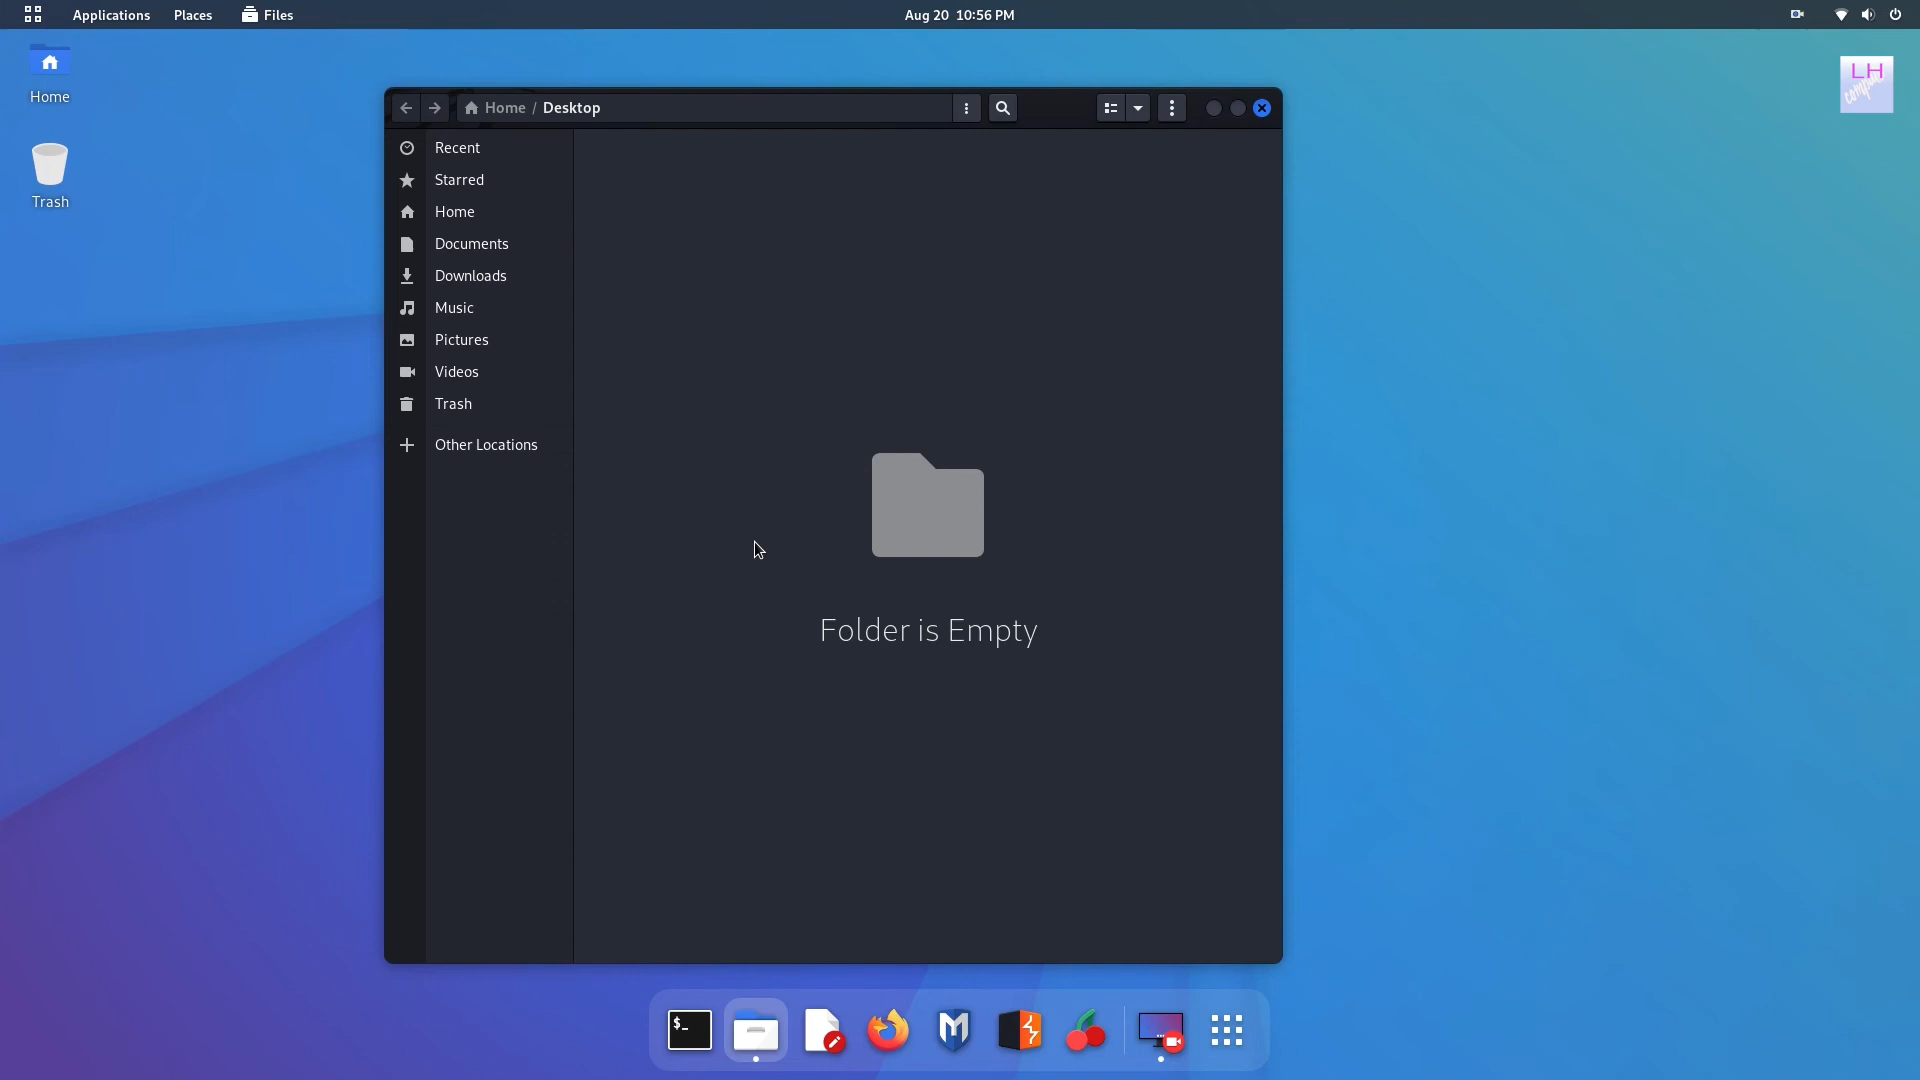 Applications Places Files Aug 20 10:56 PM
Home
Trash
LH
computer
Home / Desktop
Recent
Starred
Home
Documents
Downloads
Music
Pictures
Videos
Trash
Other Locations
Folder is Empty
$_